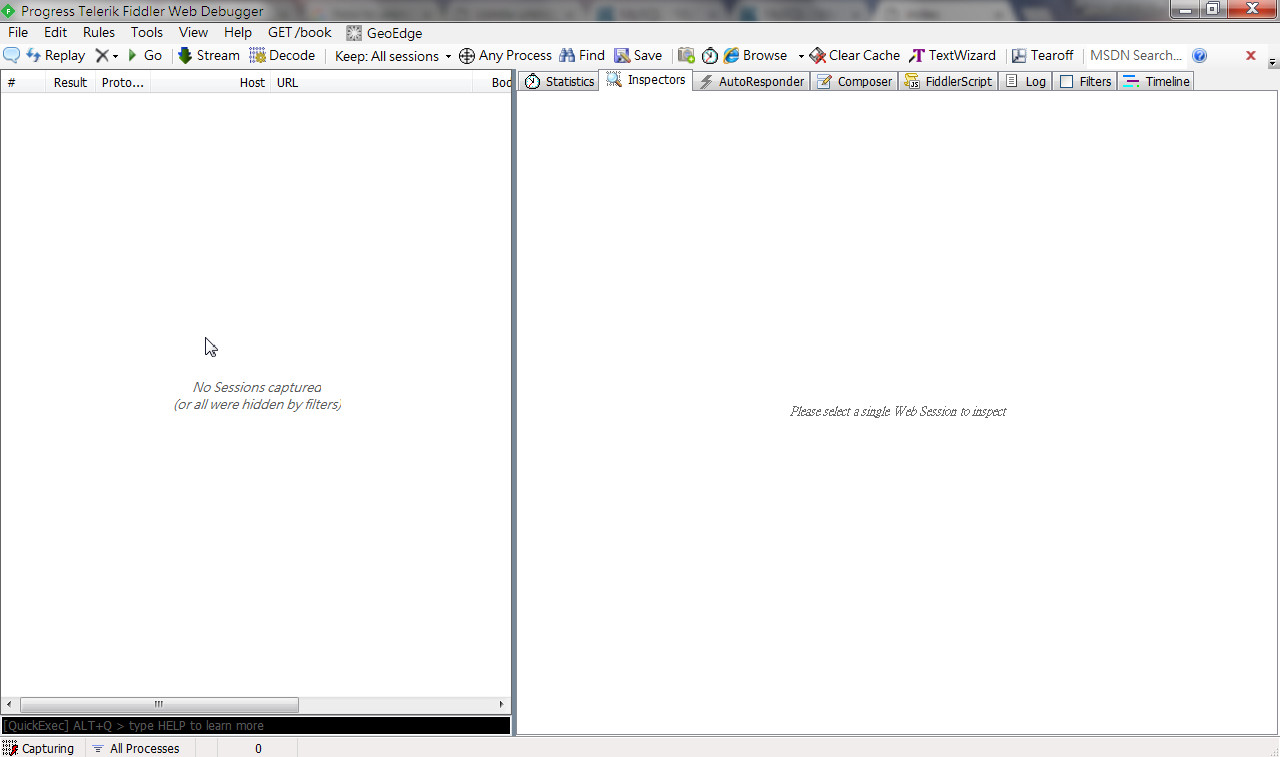 Progress Telerik Fiddler Web Debugger
File Edit Rules Tools View Help GET /book GeoEdge
Replay Go Stream Decode Keep: All sessions Any Process Find Save Browse Clear Cache TextWizard Tearoff MSDN Search...
# Result Proto... Host URL Bod
Statistics Inspectors AutoResponder Composer FiddlerScript Log Filters Timeline
No Sessions captured
(or all were hidden by filters)
Please select a single Web Session to inspect
[QuickExec] ALT+Q > type HELP to learn more
Capturing All Processes 0